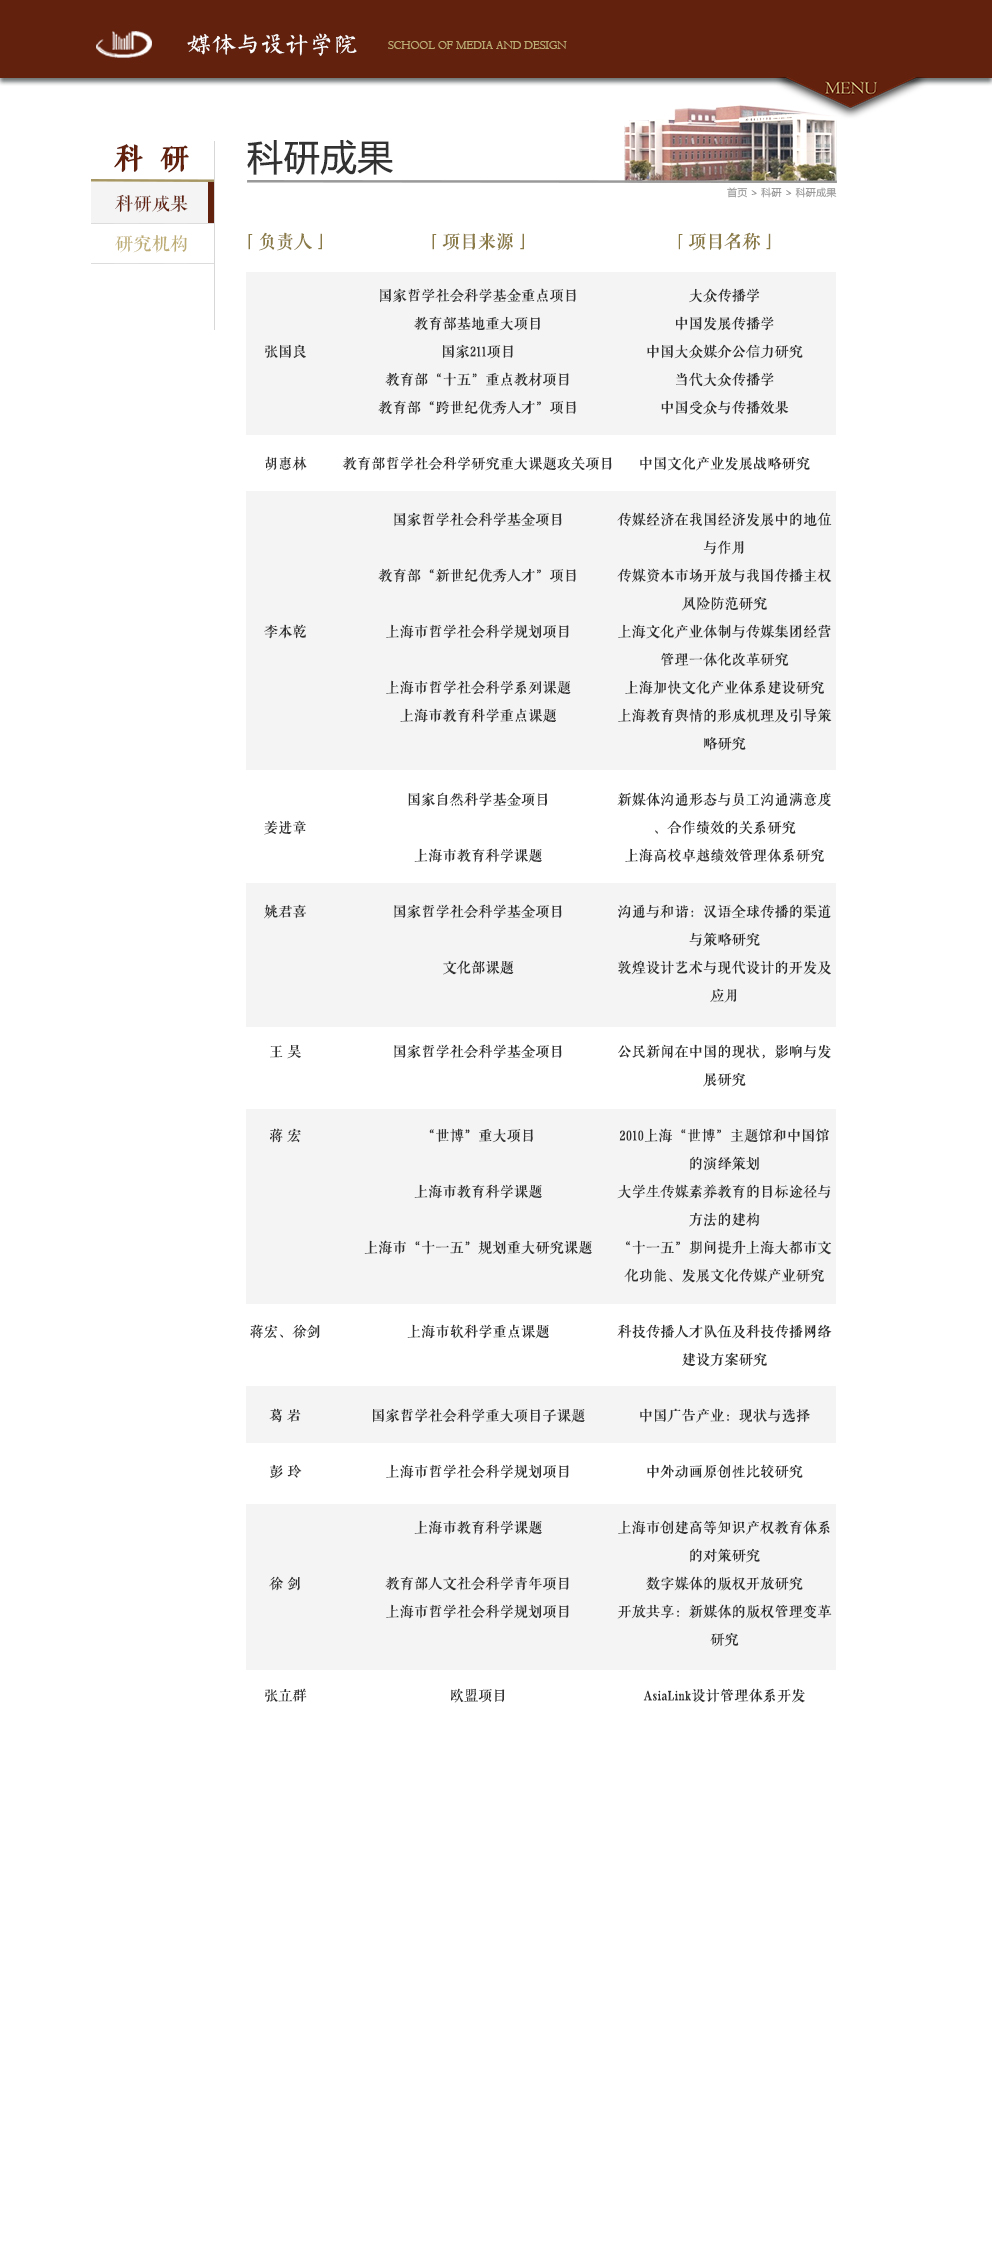 媒体与设计学院 SCHOOL OF MEDIA AND DESIGN
MENU
科 研
科研成果
研究机构
科研成果
首页 > 科研 > 科研成果
「 负责人 」 「 项目来源 」 「 项目名称 」
国家哲学社会科学基金重点项目 大众传播学
教育部基地重大项目 中国发展传播学
张国良 国家211项目 中国大众媒介公信力研究
教育部“十五”重点教材项目 当代大众传播学
教育部“跨世纪优秀人才”项目 中国受众与传播效果
胡惠林 教育部哲学社会科学研究重大课题攻关项目 中国文化产业发展战略研究
国家哲学社会科学基金项目 传媒经济在我国经济发展中的地位
与作用
教育部“新世纪优秀人才”项目 传媒资本市场开放与我国传播主权
风险防范研究
李本乾 上海市哲学社会科学规划项目 上海文化产业体制与传媒集团经营
管理一体化改革研究
上海市哲学社会科学系列课题 上海加快文化产业体系建设研究
上海市教育科学重点课题 上海教育舆情的形成机理及引导策
略研究
国家自然科学基金项目 新媒体沟通形态与员工沟通满意度
姜进章 、合作绩效的关系研究
上海市教育科学课题 上海高校卓越绩效管理体系研究
姚君喜 国家哲学社会科学基金项目 沟通与和谐：汉语全球传播的渠道
与策略研究
文化部课题 敦煌设计艺术与现代设计的开发及
应用
王 昊 国家哲学社会科学基金项目 公民新闻在中国的现状，影响与发
展研究
蒋 宏 “世博”重大项目 2010上海“世博”主题馆和中国馆
的演绎策划
上海市教育科学课题 大学生传媒素养教育的目标途径与
方法的建构
上海市“十一五”规划重大研究课题 “十一五”期间提升上海大都市文
化功能、发展文化传媒产业研究
蒋宏、徐剑 上海市软科学重点课题 科技传播人才队伍及科技传播网络
建设方案研究
葛 岩 国家哲学社会科学重大项目子课题 中国广告产业：现状与选择
彭 玲 上海市哲学社会科学规划项目 中外动画原创性比较研究
上海市教育科学课题 上海市创建高等知识产权教育体系
的对策研究
徐 剑 教育部人文社会科学青年项目 数字媒体的版权开放研究
上海市哲学社会科学规划项目 开放共享：新媒体的版权管理变革
研究
张立群 欧盟项目 AsiaLink设计管理体系开发